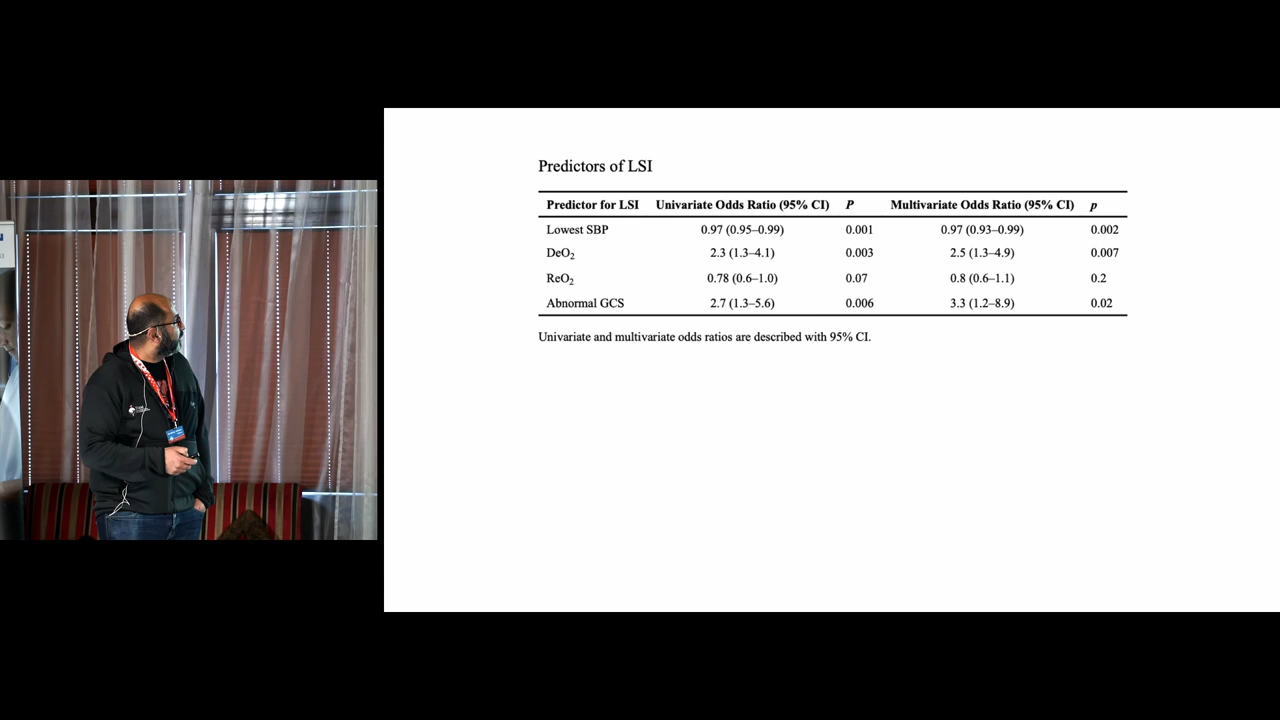 Predictors of LSI
Predictor for LSI Univariate Odds Ratio (95% CI) P Multivariate Odds Ratio (95% CI) p
Lowest SBP 0.97 (0.95–0.99) 0.001 0.97 (0.93–0.99) 0.002
DeO₂ 2.3 (1.3–4.1) 0.003 2.5 (1.3–4.9) 0.007
ReO₂ 0.78 (0.6–1.0) 0.07 0.8 (0.6–1.1) 0.2
Abnormal GCS 2.7 (1.3–5.6) 0.006 3.3 (1.2–8.9) 0.02
Univariate and multivariate odds ratios are described with 95% CI.